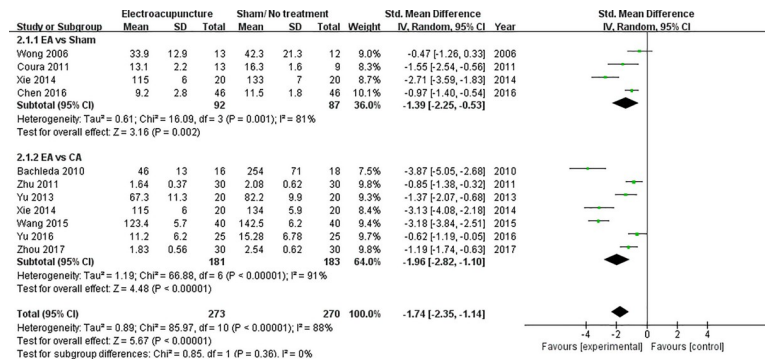 Electroacupuncture Sham/ No treatment Std. Mean Difference Std. Mean Difference
Study or Subgroup Mean SD Total Mean SD Total Weight IV, Random, 95% CI Year IV, Random, 95% CI
2.1.1 EA vs Sham
Wong 2006 33.9 12.9 13 42.3 21.3 12 9.0% -0.47 [-1.26, 0.33] 2006
Coura 2011 13.1 2.2 13 16.3 1.6 9 8.1% -1.55 [-2.54, -0.56] 2011
Xie 2014 115 6 20 133 7 20 8.7% -2.71 [-3.59, -1.83] 2014
Chen 2016 9.2 2.8 46 11.5 1.8 46 10.1% -0.97 [-1.40, -0.54] 2016
Subtotal (95% CI) 92 87 36.0% -1.39 [-2.25, -0.53]
Heterogeneity: Tau² = 0.61; Chi² = 16.09, df = 3 (P = 0.001); I² = 81%
Test for overall effect: Z = 3.16 (P = 0.002)
2.1.2 EA vs CA
Bachleda 2010 46 13 16 254 71 18 7.5% -3.87 [-5.05, -2.68] 2010
Zhu 2011 1.64 0.37 30 2.08 0.62 30 9.9% -0.85 [-1.38, -0.32] 2011
Yu 2013 67.3 11.3 20 82.2 9.9 20 9.3% -1.37 [-2.07, -0.68] 2013
Xie 2014 115 6 20 134 5.9 20 8.3% -3.13 [-4.08, -2.18] 2014
Wang 2015 123.4 5.7 40 142.5 6.2 40 9.4% -3.18 [-3.84, -2.51] 2015
Yu 2016 11.2 6.2 25 15.28 6.78 25 9.8% -0.62 [-1.19, -0.05] 2016
Zhou 2017 1.83 0.56 30 2.54 0.62 30 9.8% -1.19 [-1.74, -0.63] 2017
Subtotal (95% CI) 181 183 64.0% -1.96 [-2.82, -1.10]
Heterogeneity: Tau² = 1.19; Chi² = 66.88, df = 6 (P < 0.00001); I² = 91%
Test for overall effect: Z = 4.48 (P < 0.00001)
Total (95% CI) 273 270 100.0% -1.74 [-2.35, -1.14]
Heterogeneity: Tau² = 0.89; Chi² = 85.97, df = 10 (P < 0.00001); I² = 88%
Test for overall effect: Z = 5.67 (P < 0.00001)
Test for subgroup differences: Chi² = 0.85, df = 1 (P = 0.36), I² = 0%
-4 -2 0 2 4
Favours [experimental] Favours [control]